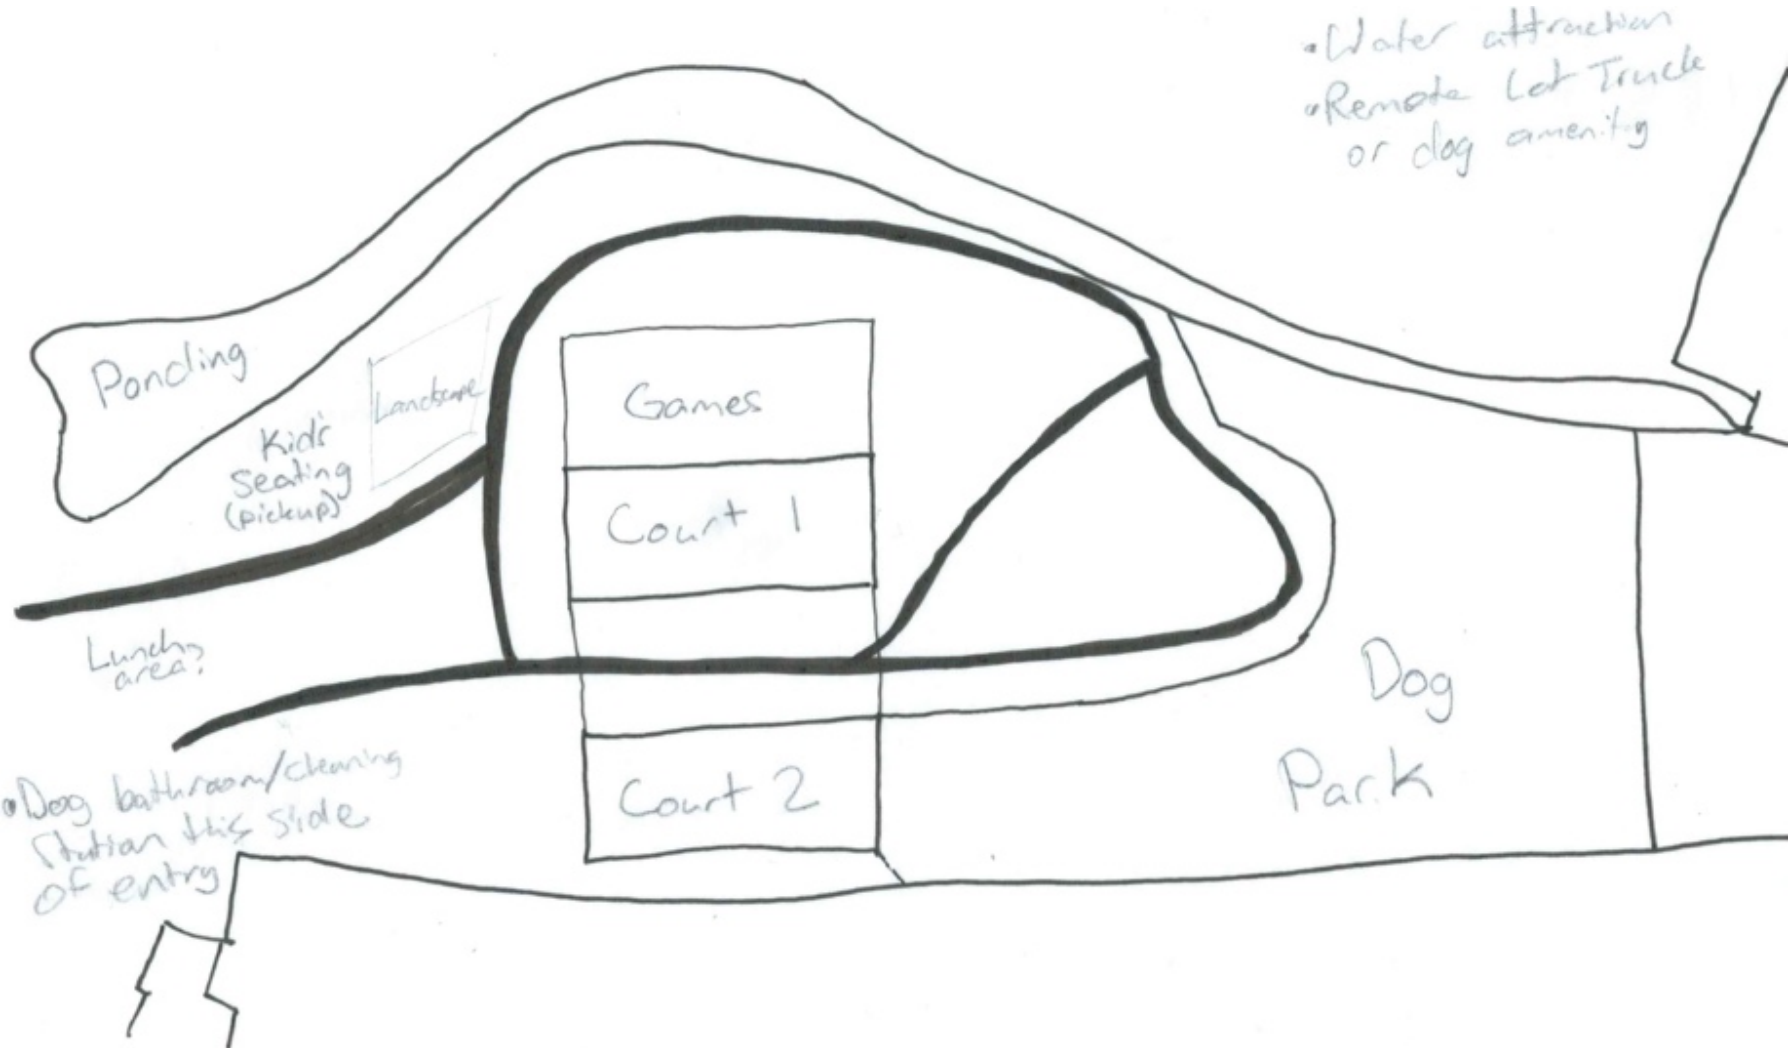 •Water attraction
•Remote Lot Truck
or dog amenity
Ponding
Landscape
Kid's
seating
(pickup)
Games
Court 1
Lunch
area?
Dog
Park
•Dog bathroom/cleaning
Station this side
of entry
Court 2